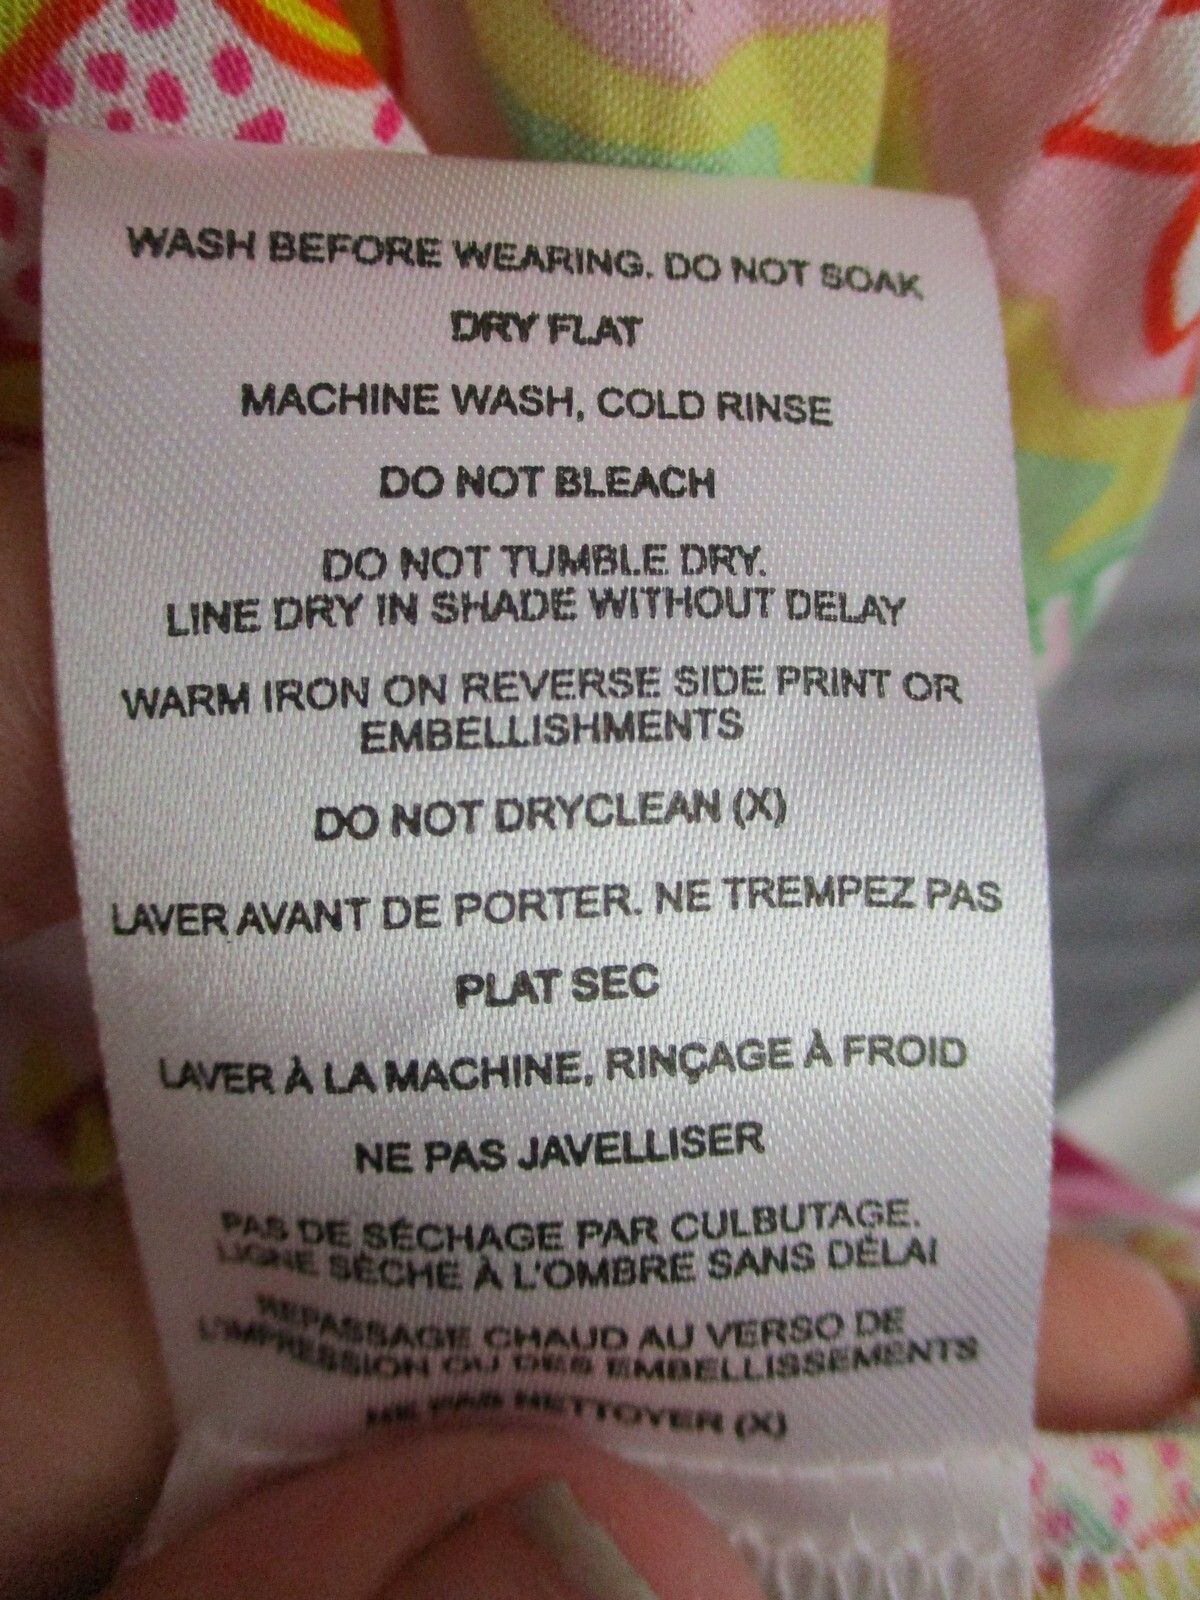 WASH BEFORE WEARING. DO NOT SOAK
DRY FLAT
MACHINE WASH, COLD RINSE
DO NOT BLEACH
DO NOT TUMBLE DRY.
LINE DRY IN SHADE WITHOUT DELAY
WARM IRON ON REVERSE SIDE PRINT OR
EMBELLISHMENTS
DO NOT DRYCLEAN (X)
LAVER AVANT DE PORTER. NE TREMPEZ PAS
PLAT SEC
LAVER À LA MACHINE, RINÇAGE À FROID
NE PAS JAVELLISER
PAS DE SÉCHAGE PAR CULBUTAGE.
LIGNE SÈCHE À L'OMBRE SANS DÉLAI
REPASSAGE CHAUD AU VERSO DE
L'IMPRESSION OU DES EMBELLISSEMENTS
NE PAS NETTOYER (X)